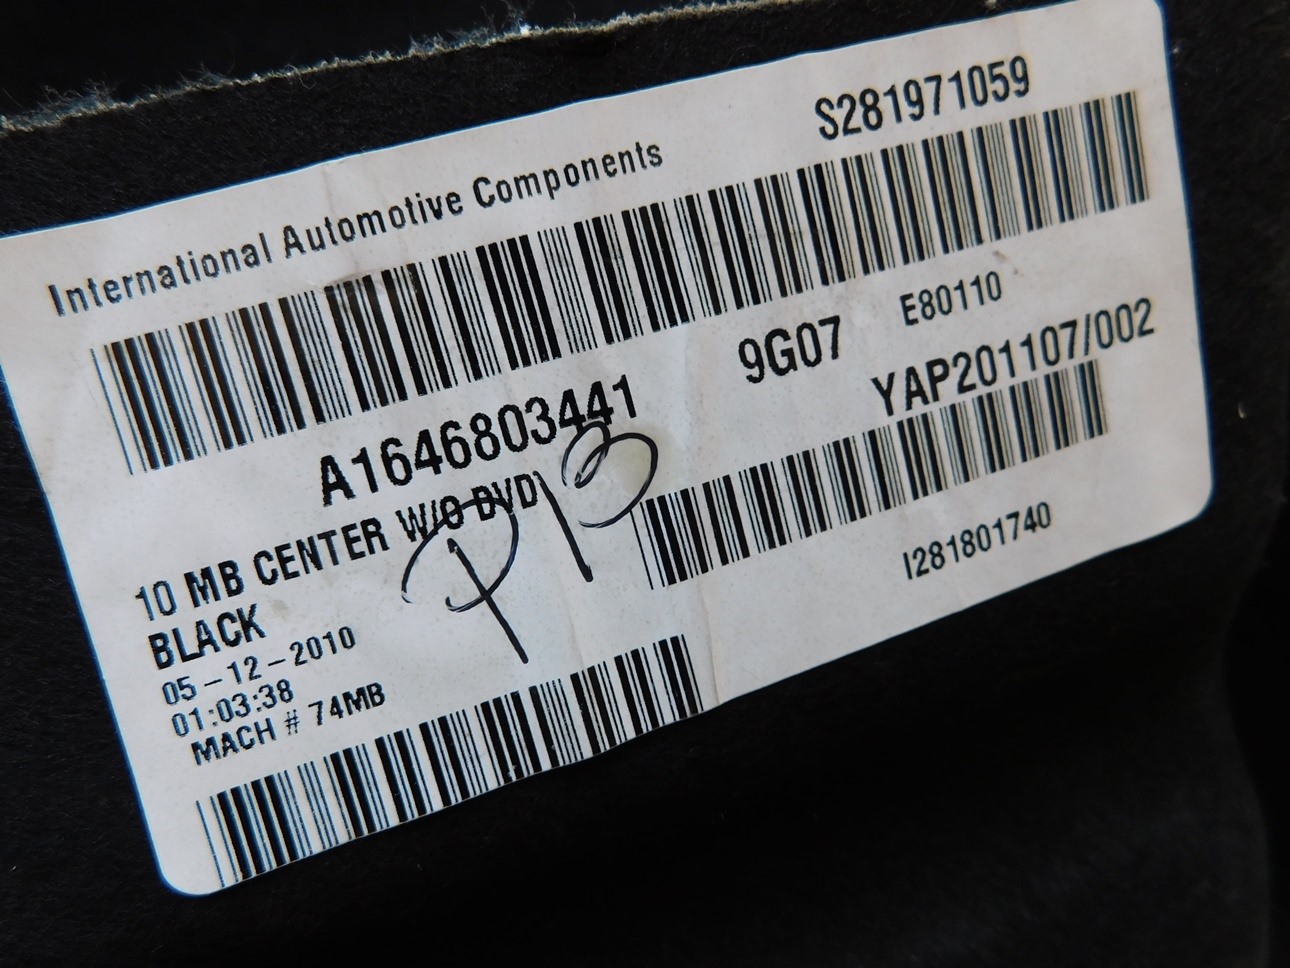 International Automotive Components
S281971059
A1646803441
9G07
E80110
YAP201107/002
10 MB CENTER W/O DVD
P13
BLACK
05-12-2010
01:03:38
MACH # 74MB
I281801740